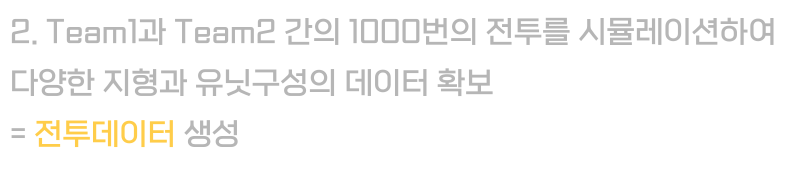 2. Team1과 Team2 간의 1000번의 전투를 시뮬레이션하여
다양한 지형과 유닛구성의 데이터 확보
= 전투데이터 생성